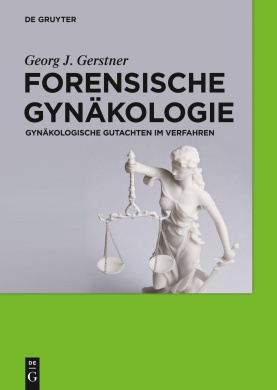 DE GRUYTER
Georg J. Gerstner
FORENSISCHE
GYNÄKOLOGIE
GYNÄKOLOGISCHE GUTACHTEN IM VERFAHREN
DE
G